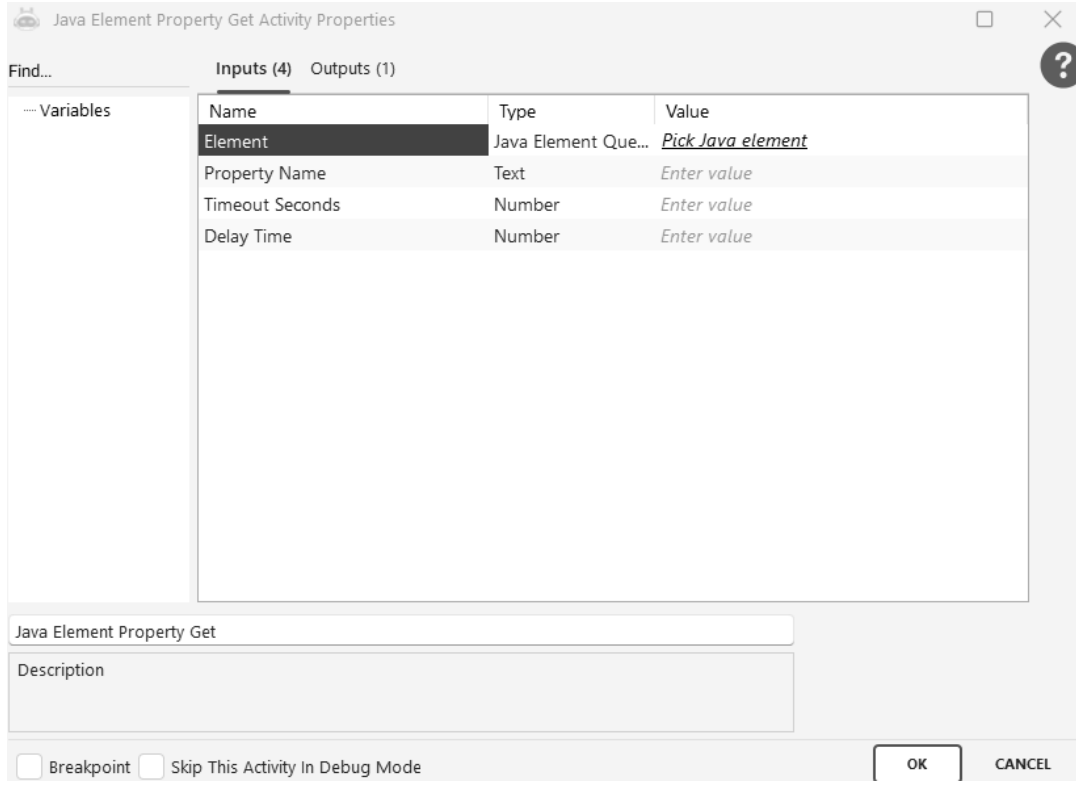 Java Element Property Get Activity Properties
Find...
Inputs (4) Outputs (1)
?
Variables
Name Type Value
Element Java Element Que... Pick Java element
Property Name Text Enter value
Timeout Seconds Number Enter value
Delay Time Number Enter value
Java Element Property Get
Description
Breakpoint Skip This Activity In Debug Mode OK CANCEL